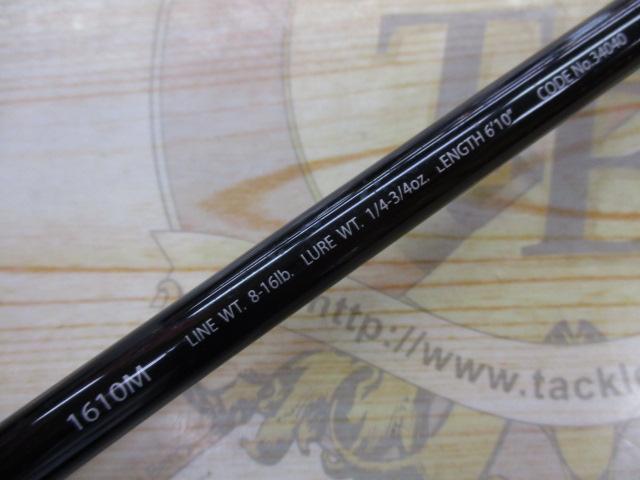 1610M LINE WT. 8-16lb. LURE WT. 1/4-3/4oz. LENGTH 6'10" CODE No.34040
http://www.tackle